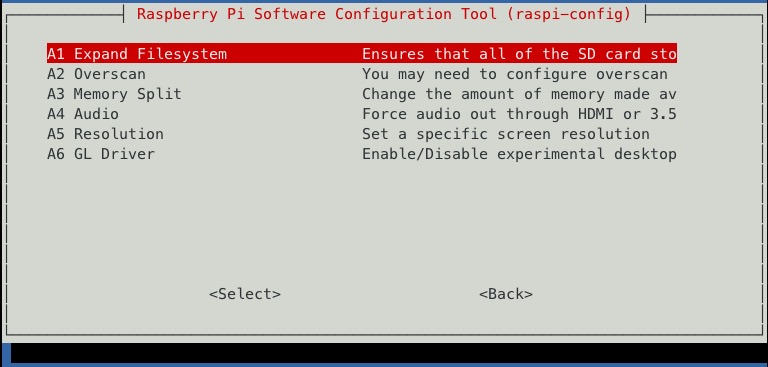 Raspberry Pi Software Configuration Tool (raspi-config)
A1 Expand Filesystem Ensures that all of the SD card sto
A2 Overscan You may need to configure overscan
A3 Memory Split Change the amount of memory made av
A4 Audio Force audio out through HDMI or 3.5
A5 Resolution Set a specific screen resolution
A6 GL Driver Enable/Disable experimental desktop
<Select> <Back>